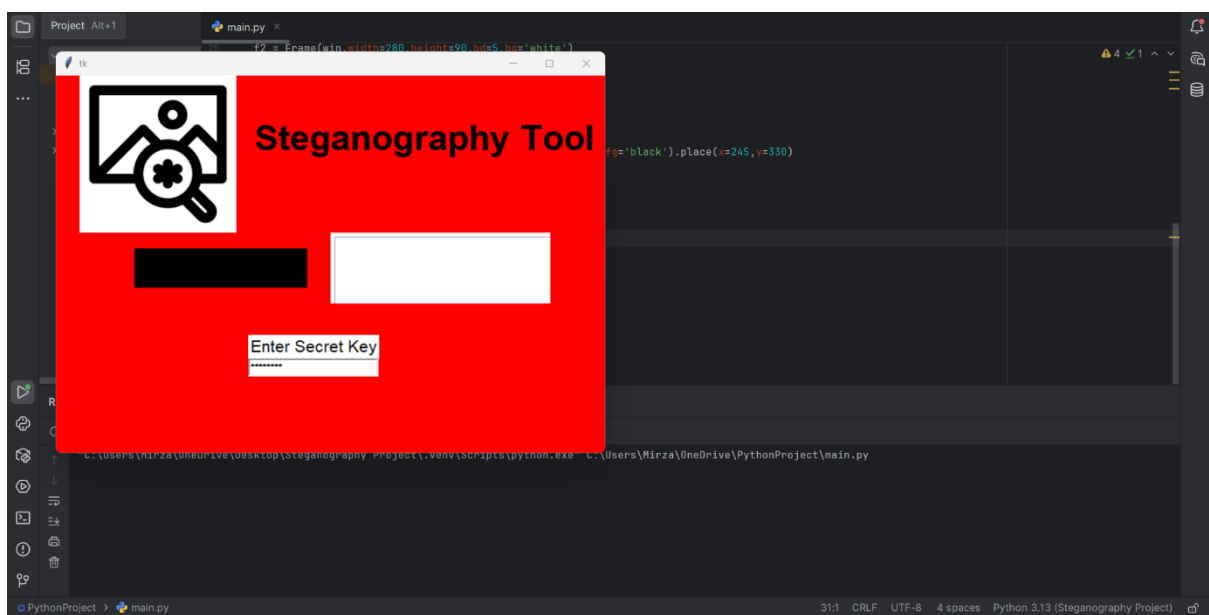 Project Alt+1
main.py
20 f2 = Frame(win,width=280,height=90,bd=5,bg='white')
4 1
tk
Steganography Tool
fg='black').place(x=245,y=330)
Enter Secret Key
********
R
"C:\Users\Mirza\OneDrive\Desktop\Steganography Project\.venv\Scripts\python.exe" C:\Users\Mirza\OneDrive\PythonProject\main.py
PythonProject > main.py
31:1 CRLF UTF-8 4 spaces Python 3.13 (Steganography Project)